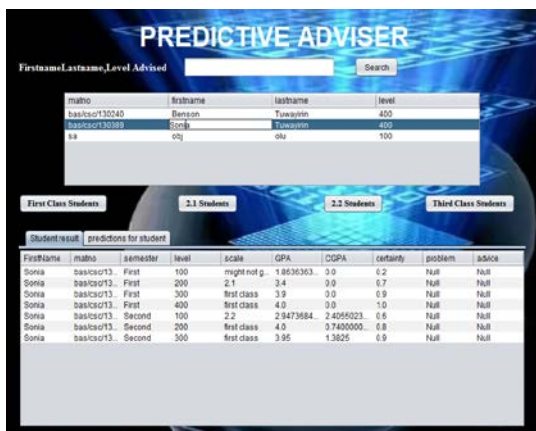 PREDICTIVE ADVISER
FirstnameLastname,Level Advised Search
matno firstname lastname level
bas/csc/130240 Benson Tuwayirin 400
bas/csc/130389 Sonia Tuwayirin 400
sa obj olu 100
First Class Students 2.1 Students 2.2 Students Third Class Students
Student result predictions for student
FirstName matno semester level scale GPA CGPA certainty problem advice
Sonia bas/csc/13... First 100 might not g... 1.8636363... 0.0 0.2 Null Null
Sonia bas/csc/13... First 200 2.1 3.4 0.0 0.7 Null Null
Sonia bas/csc/13... First 300 first class 3.9 0.0 0.9 Null Null
Sonia bas/csc/13... First 400 first class 4.0 0.0 1.0 Null Null
Sonia bas/csc/13... Second 100 2.2 2.9473684... 2.4055023... 0.6 Null Null
Sonia bas/csc/13... Second 200 first class 4.0 0.7400000... 0.8 Null Null
Sonia bas/csc/13... Second 300 first class 3.95 1.3825 0.9 Null Null